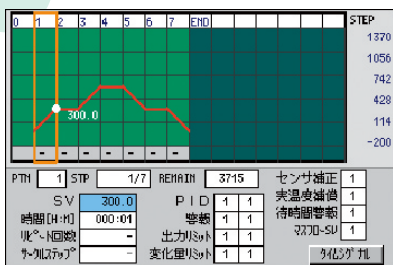 0 1 2 3 4 5 6 7 END STEP
1370
1056
742
428
114
-200
300.0
- - - - - - -
PTN 1 STP 1/7 REMAIN 3715
SV 300.0
時間[H:M] 000:01
リピート回数 -
サークルステップ -
PID 1 1
警報 1 1
出力リミット 1 1
変化量リミット 1 1
センサ補正 1
実温度補償 1
待時間警報 1
マスフロ-SV 1
タイムシグナル